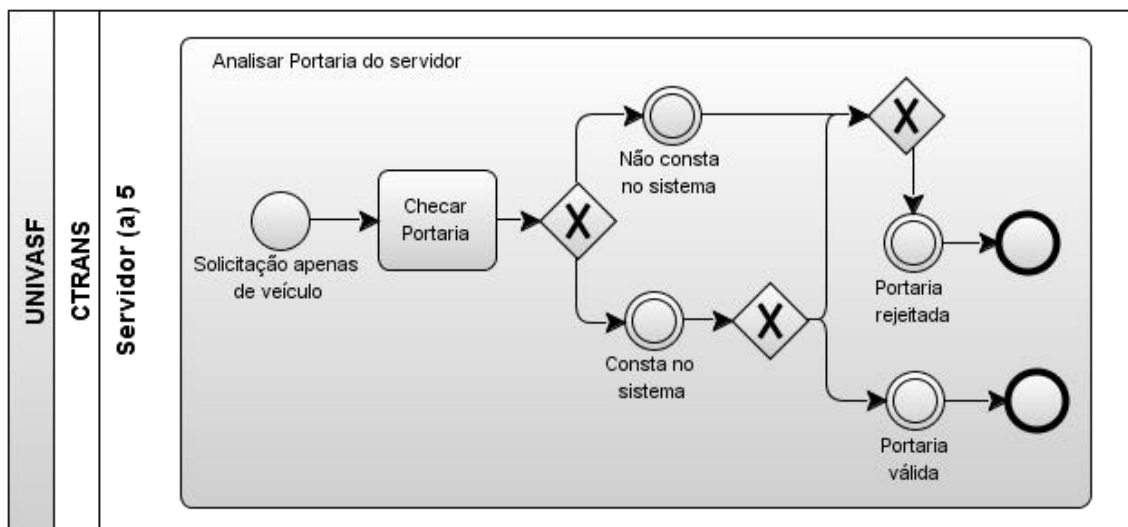 UNIVASF
CTRANS
Servidor (a) 5
Analisar Portaria do servidor
Solicitação apenas
de veículo
Checar
Portaria
Não consta
no sistema
Consta no
sistema
Portaria
rejeitada
Portaria
válida